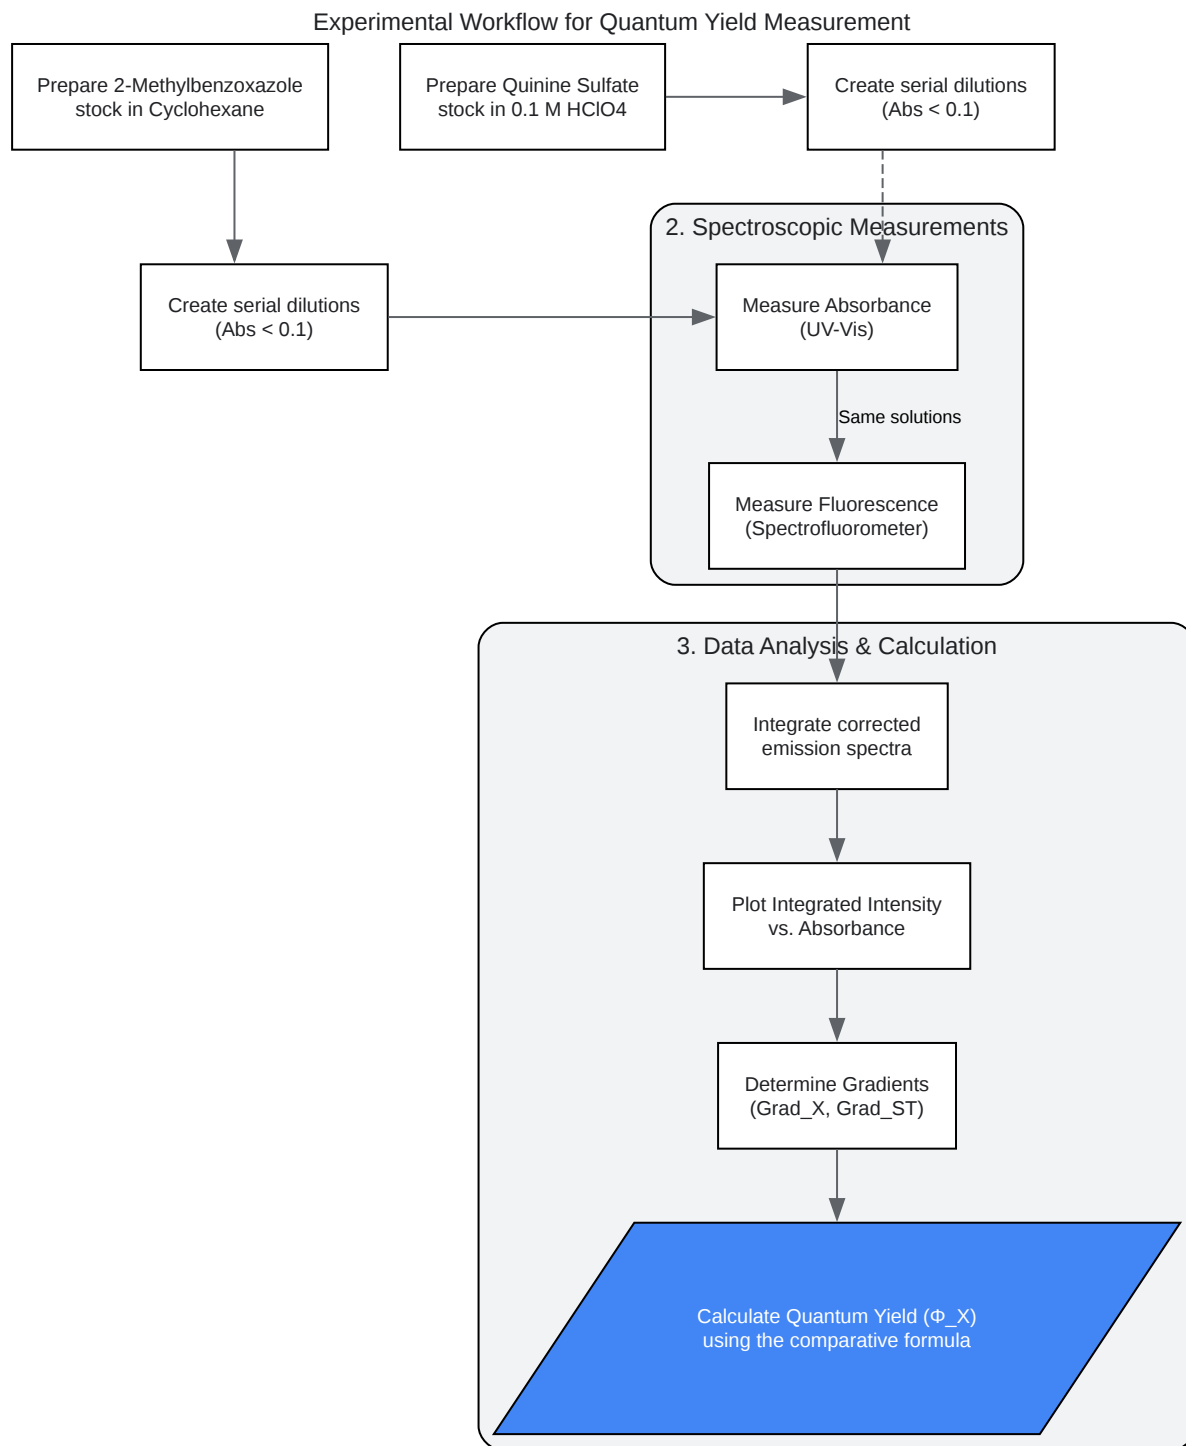 Experimental Workflow for Quantum Yield Measurement
Prepare 2-Methylbenzoxazole
stock in Cyclohexane
Prepare Quinine Sulfate
stock in 0.1 M HClO4
Create serial dilutions
(Abs < 0.1)
2. Spectroscopic Measurements
Create serial dilutions
(Abs < 0.1)
Measure Absorbance
(UV-Vis)
Same solutions
Measure Fluorescence
(Spectrofluorometer)
3. Data Analysis & Calculation
Integrate corrected
emission spectra
Plot Integrated Intensity
vs. Absorbance
Determine Gradients
(Grad_X, Grad_ST)
Calculate Quantum Yield (Φ_X)
using the comparative formula